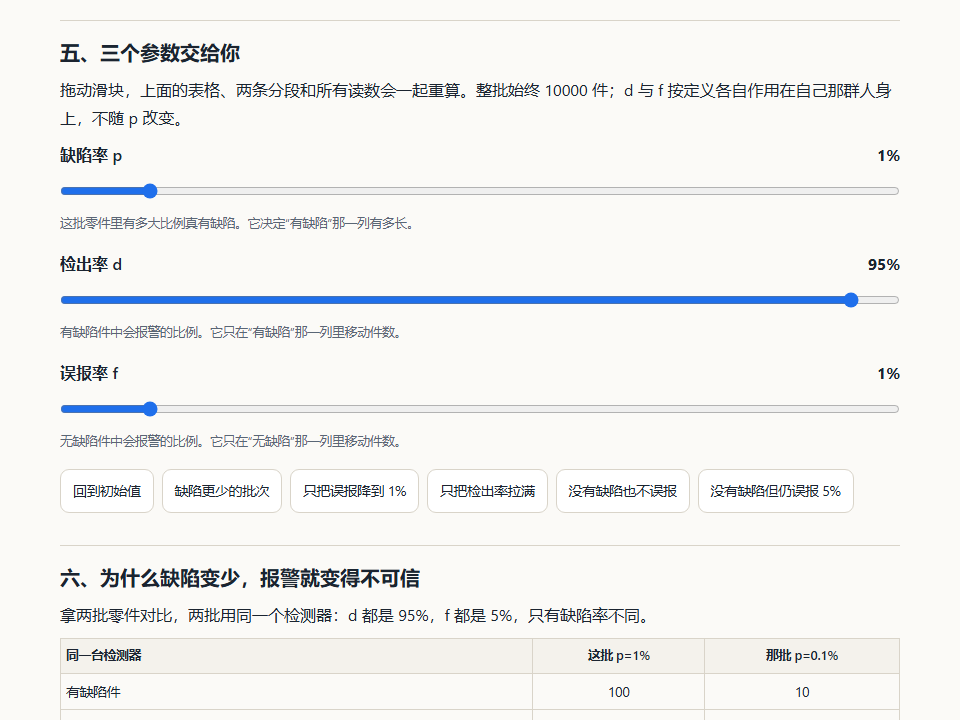 五、三个参数交给你
拖动滑块，上面的表格、两条分段和所有读数会一起重算。整批始终 10000 件；d 与 f 按定义各自作用在自己那群人身
上，不随 p 改变。
缺陷率 p 1%
这批零件里有多大比例真有缺陷。它决定“有缺陷”那一列有多长。
检出率 d 95%
有缺陷件中会报警的比例。它只在“有缺陷”那一列里移动件数。
误报率 f 1%
无缺陷件中会报警的比例。它只在“无缺陷”那一列里移动件数。
回到初始值 缺陷更少的批次 只把误报降到 1% 只把检出率拉满 没有缺陷也不误报 没有缺陷但仍误报 5%
六、为什么缺陷变少，报警就变得不可信
拿两批零件对比，两批用同一个检测器：d 都是 95%，f 都是 5%，只有缺陷率不同。
同一台检测器 这批 p=1% 那批 p=0.1%
有缺陷件 100 10